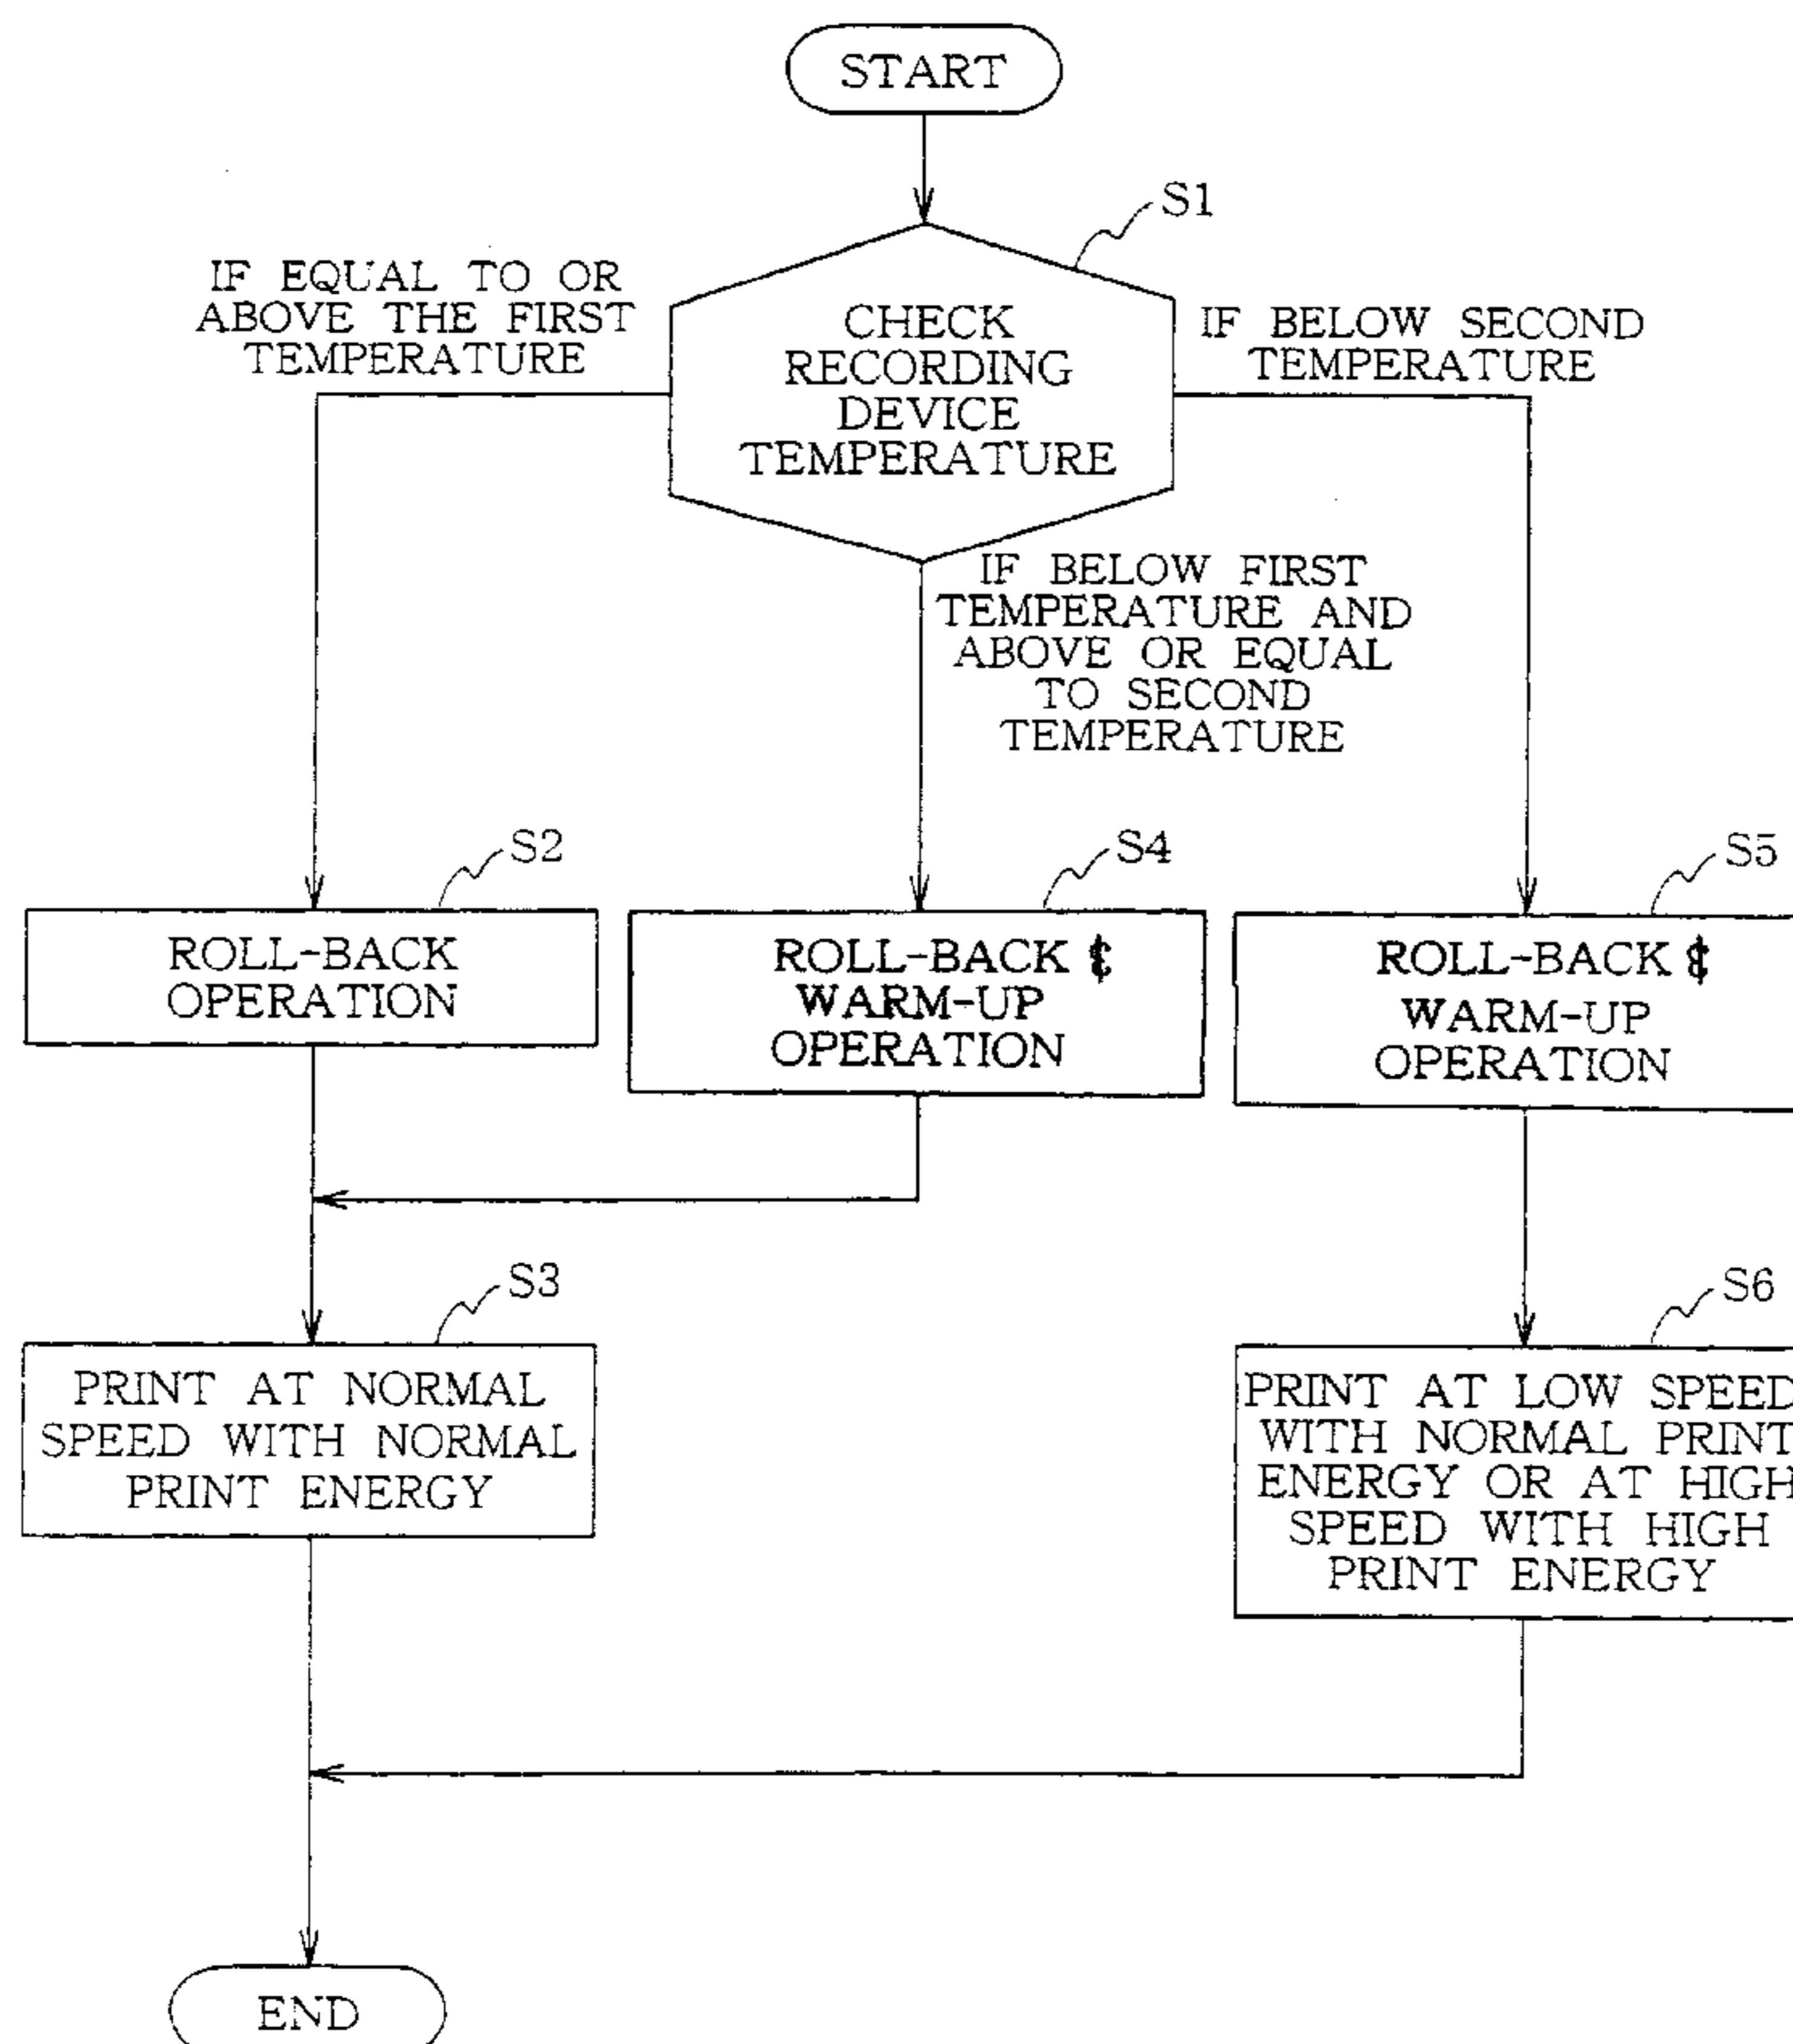 START
S1
IF EQUAL TO OR
ABOVE THE FIRST
TEMPERATURE
CHECK
RECORDING
DEVICE
TEMPERATURE
IF BELOW SECOND
TEMPERATURE
IF BELOW FIRST
TEMPERATURE AND
ABOVE OR EQUAL
TO SECOND
TEMPERATURE
S2
S4
S5
ROLL-BACK
OPERATION
ROLL-BACK &
WARM-UP
OPERATION
ROLL-BACK &
WARM-UP
OPERATION
S3
S6
PRINT AT NORMAL
SPEED WITH NORMAL
PRINT ENERGY
PRINT AT LOW SPEED
WITH NORMAL PRINT
ENERGY OR AT HIGH
SPEED WITH HIGH
PRINT ENERGY
END